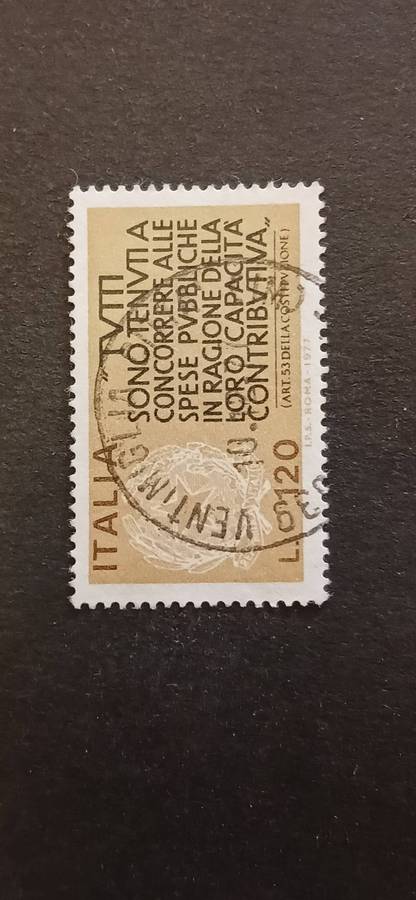 ITALIA
„TVTTI
SONO TENVTI A
CONCORRERE ALLE
SPESE PVBBLICHE
IN RAGIONE DELLA
LORO CAPACITÀ
CONTRIBVTIVA„
(ART. 53 DELLA COSTITVZIONE)
L. 120
I.P.S. - ROMA - 1977
VENTIMIGLIA